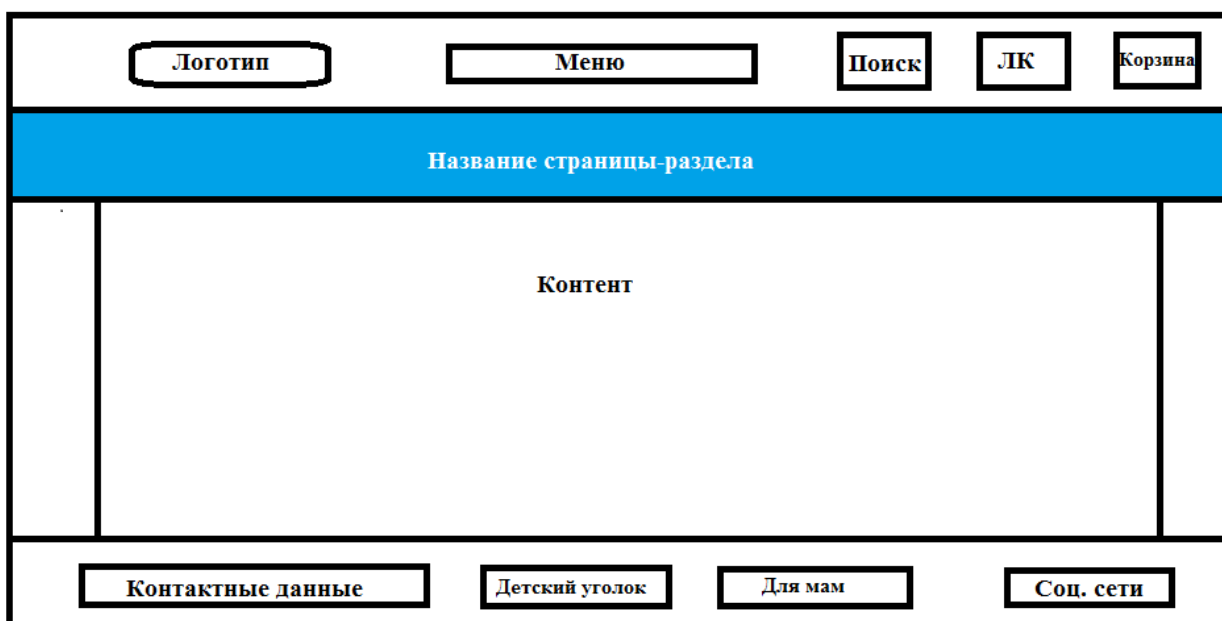 Логотип
Меню
Поиск
ЛК
Корзина
Название страницы-раздела
Контент
Контактные данные
Детский уголок
Для мам
Соц. сети